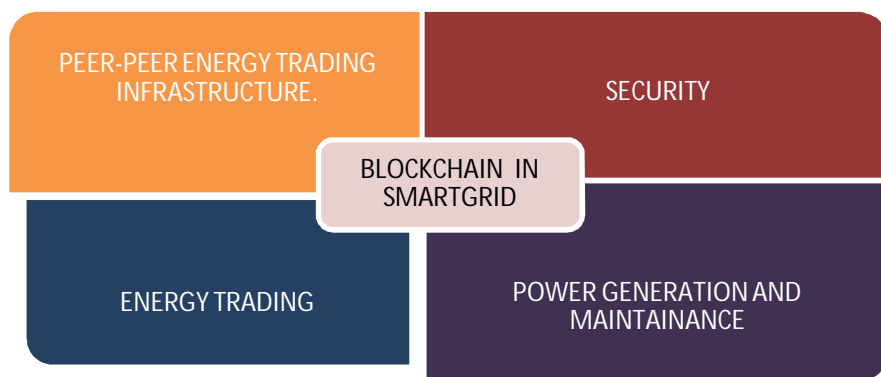 PEER-PEER ENERGY TRADING
INFRASTRUCTURE.
SECURITY
BLOCKCHAIN IN
SMARTGRID
ENERGY TRADING
POWER GENERATION AND
MAINTAINANCE